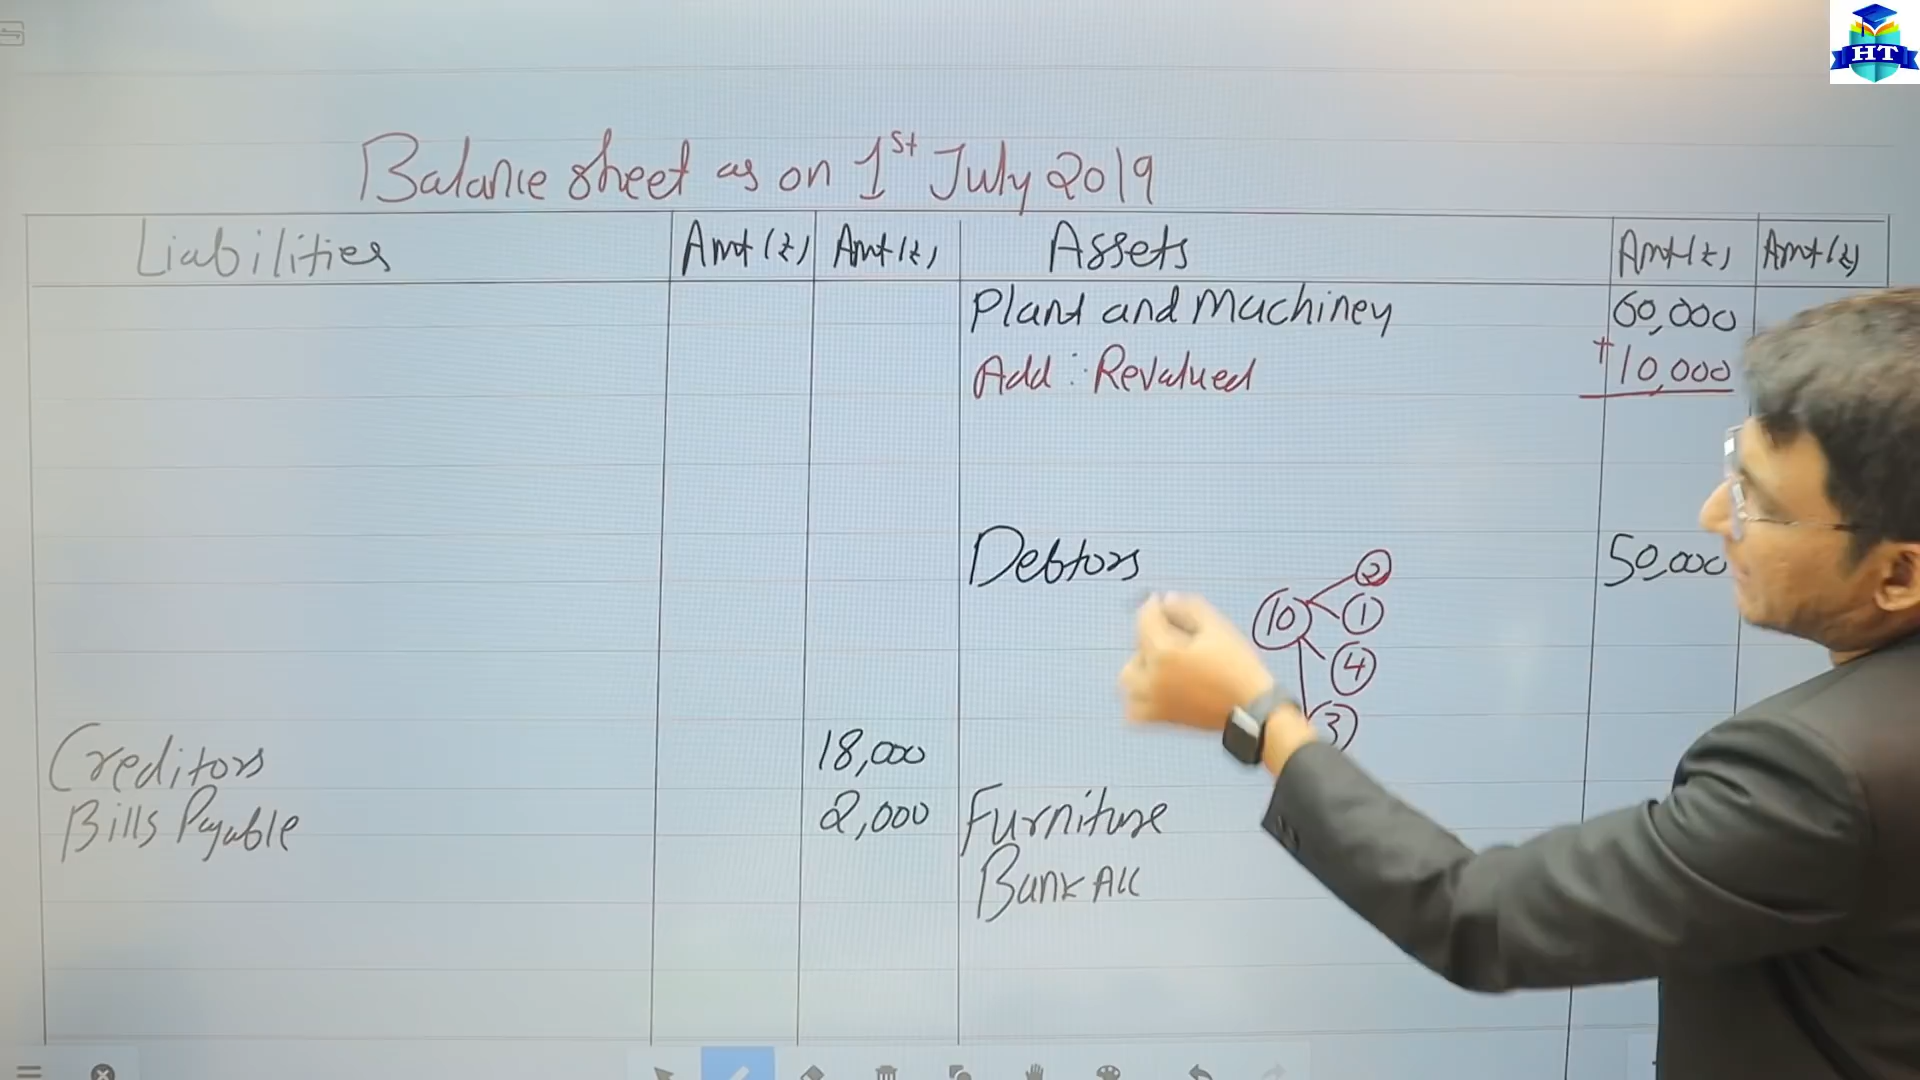 HT
Balance sheet as on 1st July 2019
Liabilities Amt(₹) Amt(₹) Assets Amt(₹) Amt(₹)
Plant and Machiney 60,000
Add : Revalued +10,000
Debtors 50,000
2
10 1
4
3
Creditors 18,000
Bills Payable 2,000 Furniture
Bank A/c